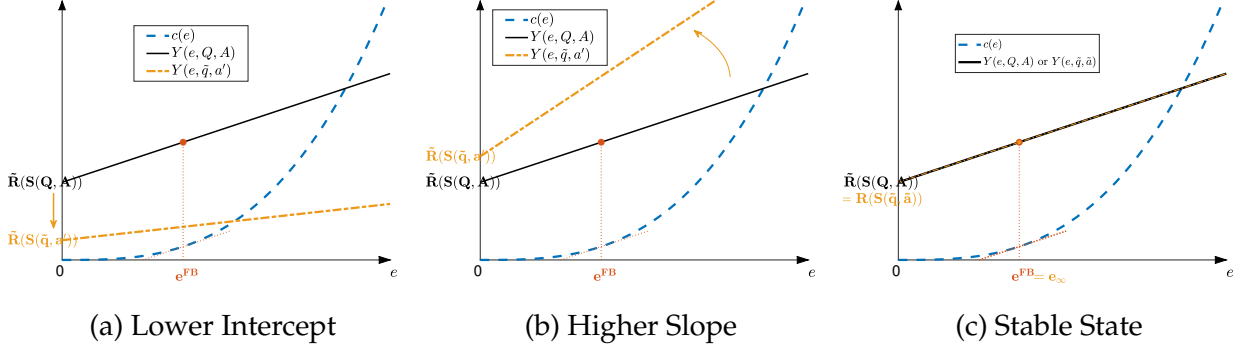 c(e)
Y(e, Q, A)
Y(e, q̃, a′)
R̃(S(Q, A))
R̃(S(q̃, a′))
0
e^FB
e
(a) Lower Intercept
c(e)
Y(e, Q, A)
Y(e, q̃, a′)
R̃(S(q̃, a′))
R̃(S(Q, A))
0
e^FB
e
(b) Higher Slope
c(e)
Y(e, Q, A) or Y(e, q̃, ã)
R̃(S(Q, A))
= R(S(q̃, ã))
0
e^FB = e_∞
e
(c) Stable State